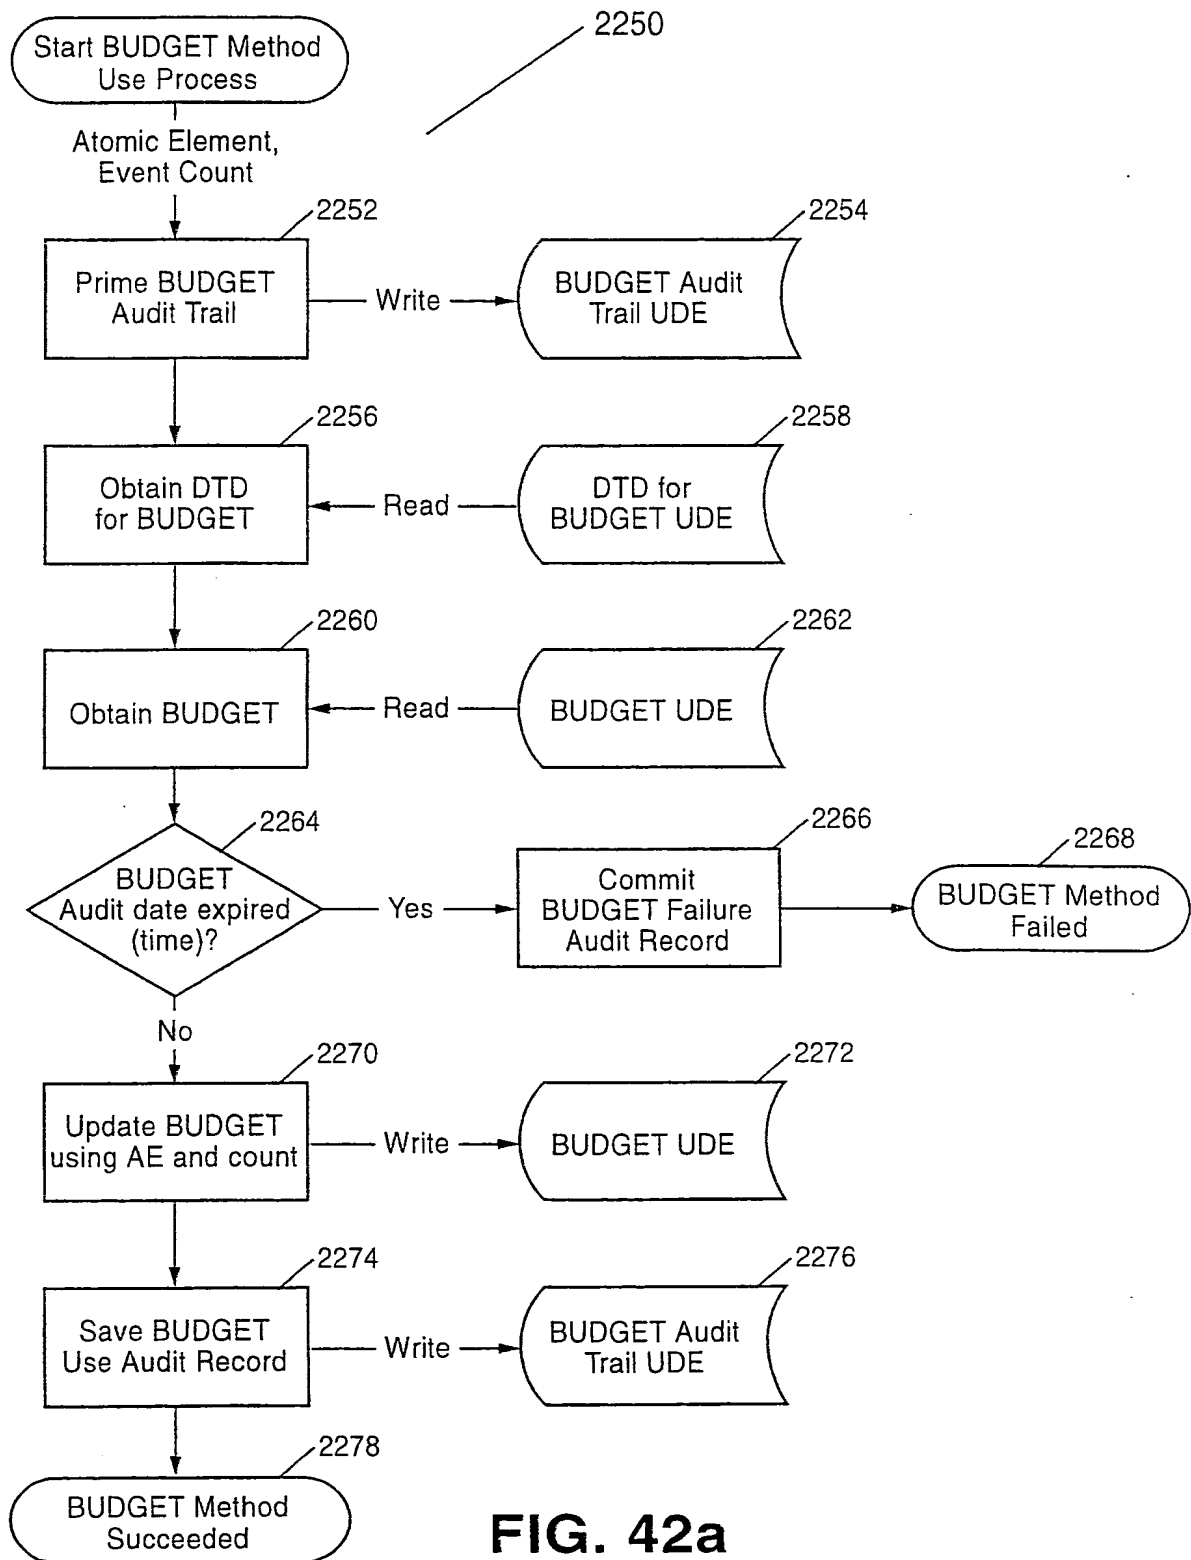 2250
Start BUDGET Method
Use Process
Atomic Element,
Event Count
2252
2254
Prime BUDGET
Audit Trail
Write
BUDGET Audit
Trail UDE
2256
2258
Obtain DTD
for BUDGET
Read
DTD for
BUDGET UDE
2260
2262
Obtain BUDGET
Read
BUDGET UDE
2264
2266
2268
BUDGET
Audit date expired
(time)?
Yes
Commit
BUDGET Failure
Audit Record
BUDGET Method
Failed
No
2270
2272
Update BUDGET
using AE and count
Write
BUDGET UDE
2274
2276
Save BUDGET
Use Audit Record
Write
BUDGET Audit
Trail UDE
2278
BUDGET Method
Succeeded
FIG. 42a